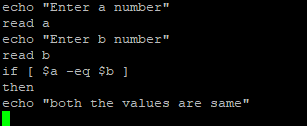 echo "Enter a number"
read a
echo "Enter b number"
read b
if [ $a -eq $b ]
then
echo "both the values are same"